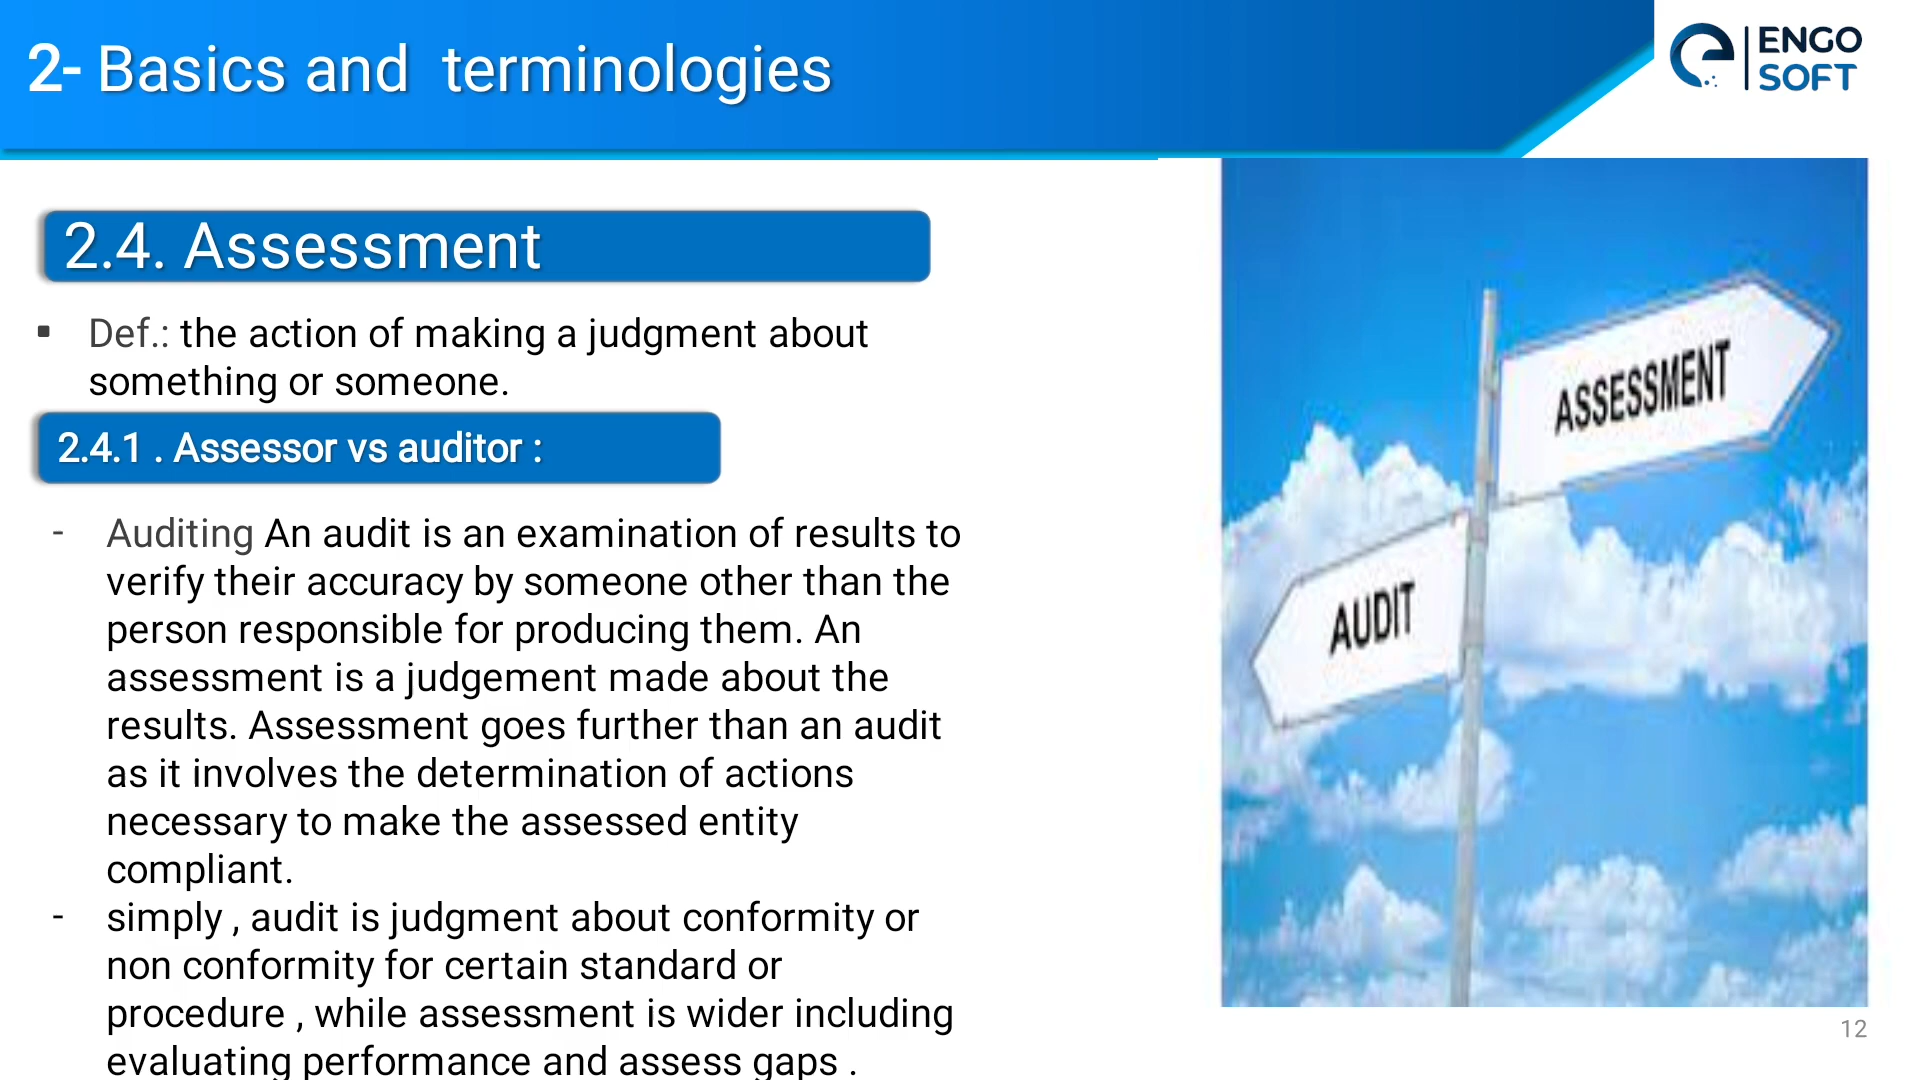 2- Basics and terminologies
ENGO
SOFT
2.4. Assessment
▪ Def.: the action of making a judgment about
something or someone.
2.4.1 . Assessor vs auditor :
- Auditing An audit is an examination of results to
verify their accuracy by someone other than the
person responsible for producing them. An
assessment is a judgement made about the
results. Assessment goes further than an audit
as it involves the determination of actions
necessary to make the assessed entity
compliant.
- simply , audit is judgment about conformity or
non conformity for certain standard or
procedure , while assessment is wider including
evaluating performance and assess gaps .
ASSESSMENT
AUDIT
12